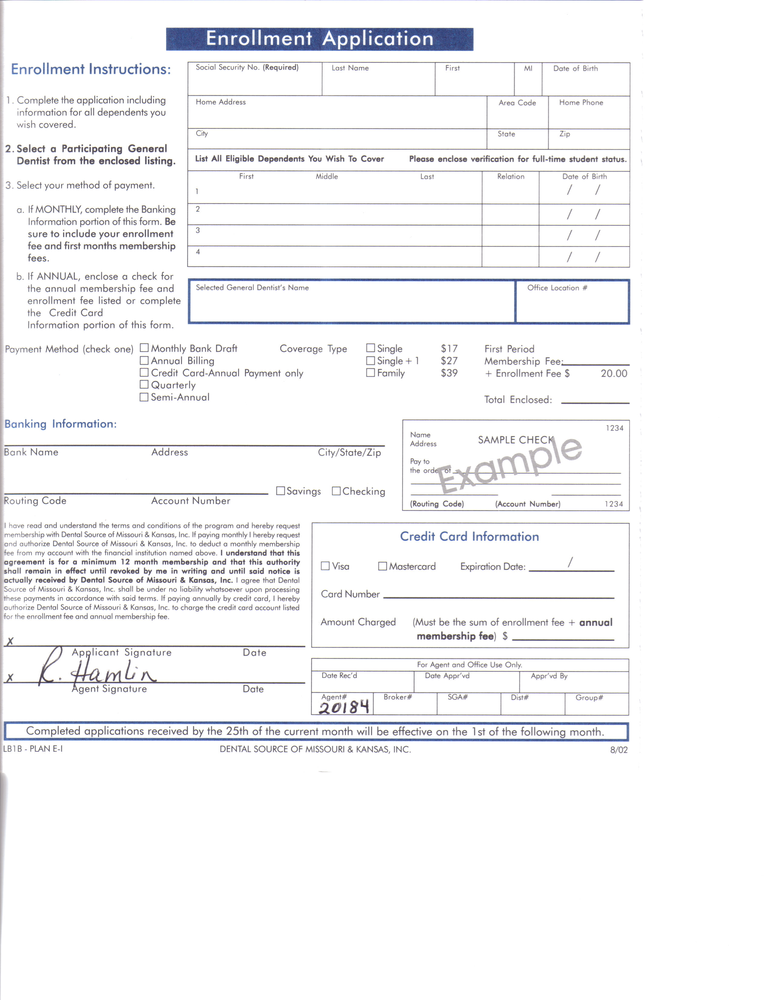 Enrollment Application
Enrollment Instructions:
1. Complete the application including
information for all dependents you
wish covered.
2. Select a Participating General
Dentist from the enclosed listing.
3. Select your method of payment.
a. If MONTHLY, complete the Banking
Information portion of this form. Be
sure to include your enrollment
fee and first months membership
fees.
b. If ANNUAL, enclose a check for
the annual membership fee and
enrollment fee listed or complete
the Credit Card
Information portion of this form.
Social Security No. (Required) Last Name First MI Date of Birth
Home Address Area Code Home Phone
City State Zip
List All Eligible Dependents You Wish To Cover Please enclose verification for full-time student status.
First Middle Last Relation Date of Birth
1 / /
2 / /
3 / /
4 / /
Selected General Dentist's Name Office Location #
Payment Method (check one) Monthly Bank Draft Coverage Type Single $17 First Period
Annual Billing Single + 1 $27 Membership Fee:
Credit Card-Annual Payment only Family $39 + Enrollment Fee $ 20.00
Quarterly
Semi-Annual Total Enclosed:
Banking Information:
Bank Name Address City/State/Zip
Savings Checking
Routing Code Account Number
1234
Name
Address
SAMPLE CHECK
Pay to
the order of
Example
(Routing Code) (Account Number) 1234
I have read and understand the terms and conditions of the program and hereby request
membership with Dental Source of Missouri & Kansas, Inc. If paying monthly I hereby request
and authorize Dental Source of Missouri & Kansas, Inc. to deduct a monthly membership
fee from my account with the financial institution named above. I understand that this
agreement is for a minimum 12 month membership and that this authority
shall remain in effect until revoked by me in writing and until said notice is
actually received by Dental Source of Missouri & Kansas, Inc. I agree that Dental
Source of Missouri & Kansas, Inc. shall be under no liability whatsoever upon processing
these payments in accordance with said terms. If paying annually by credit card, I hereby
authorize Dental Source of Missouri & Kansas, Inc. to charge the credit card account listed
for the enrollment fee and annual membership fee.
X
Applicant Signature Date
X R. Hamlin
Agent Signature Date
Credit Card Information
Visa Mastercard Expiration Date: /
Card Number
Amount Charged (Must be the sum of enrollment fee + annual
membership fee) $
For Agent and Office Use Only.
Date Rec'd Date Appr'vd Appr'vd By
Agent# Broker# SGA# Dist# Group#
20184
Completed applications received by the 25th of the current month will be effective on the 1st of the following month.
LB1B - PLAN E-I DENTAL SOURCE OF MISSOURI & KANSAS, INC. 8/02